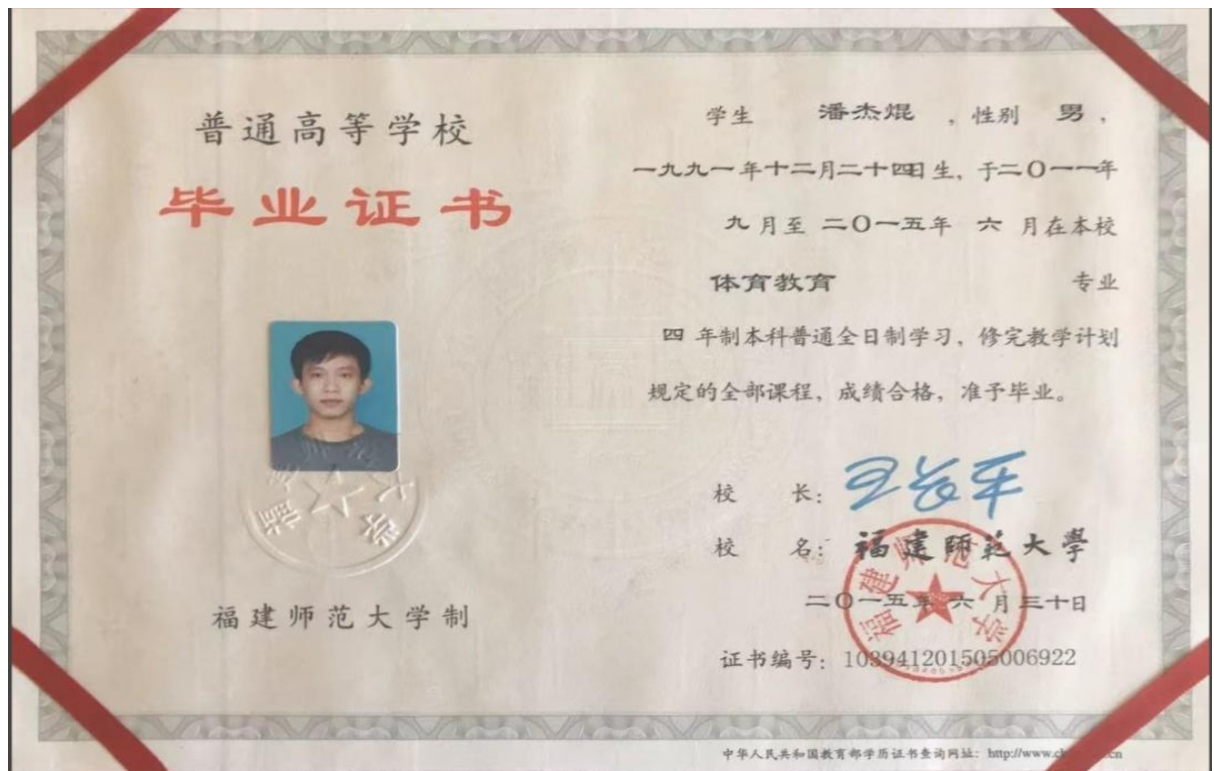 普通高等学校
毕业证书
福建师范大学制
学生 潘杰焜 ，性别 男，
一九九一年十二月二十四日生，于二〇一一年
九月至 二〇一五年 六 月在本校
体育教育 专业
四 年制本科普通全日制学习，修完教学计划
规定的全部课程，成绩合格，准予毕业。
校 长：
校 名：福建師范大學
福建师范大学
二〇一五年六月三十日
证书编号：103941201505006922
中华人民共和国教育部学历证书查询网址：http://www.ch